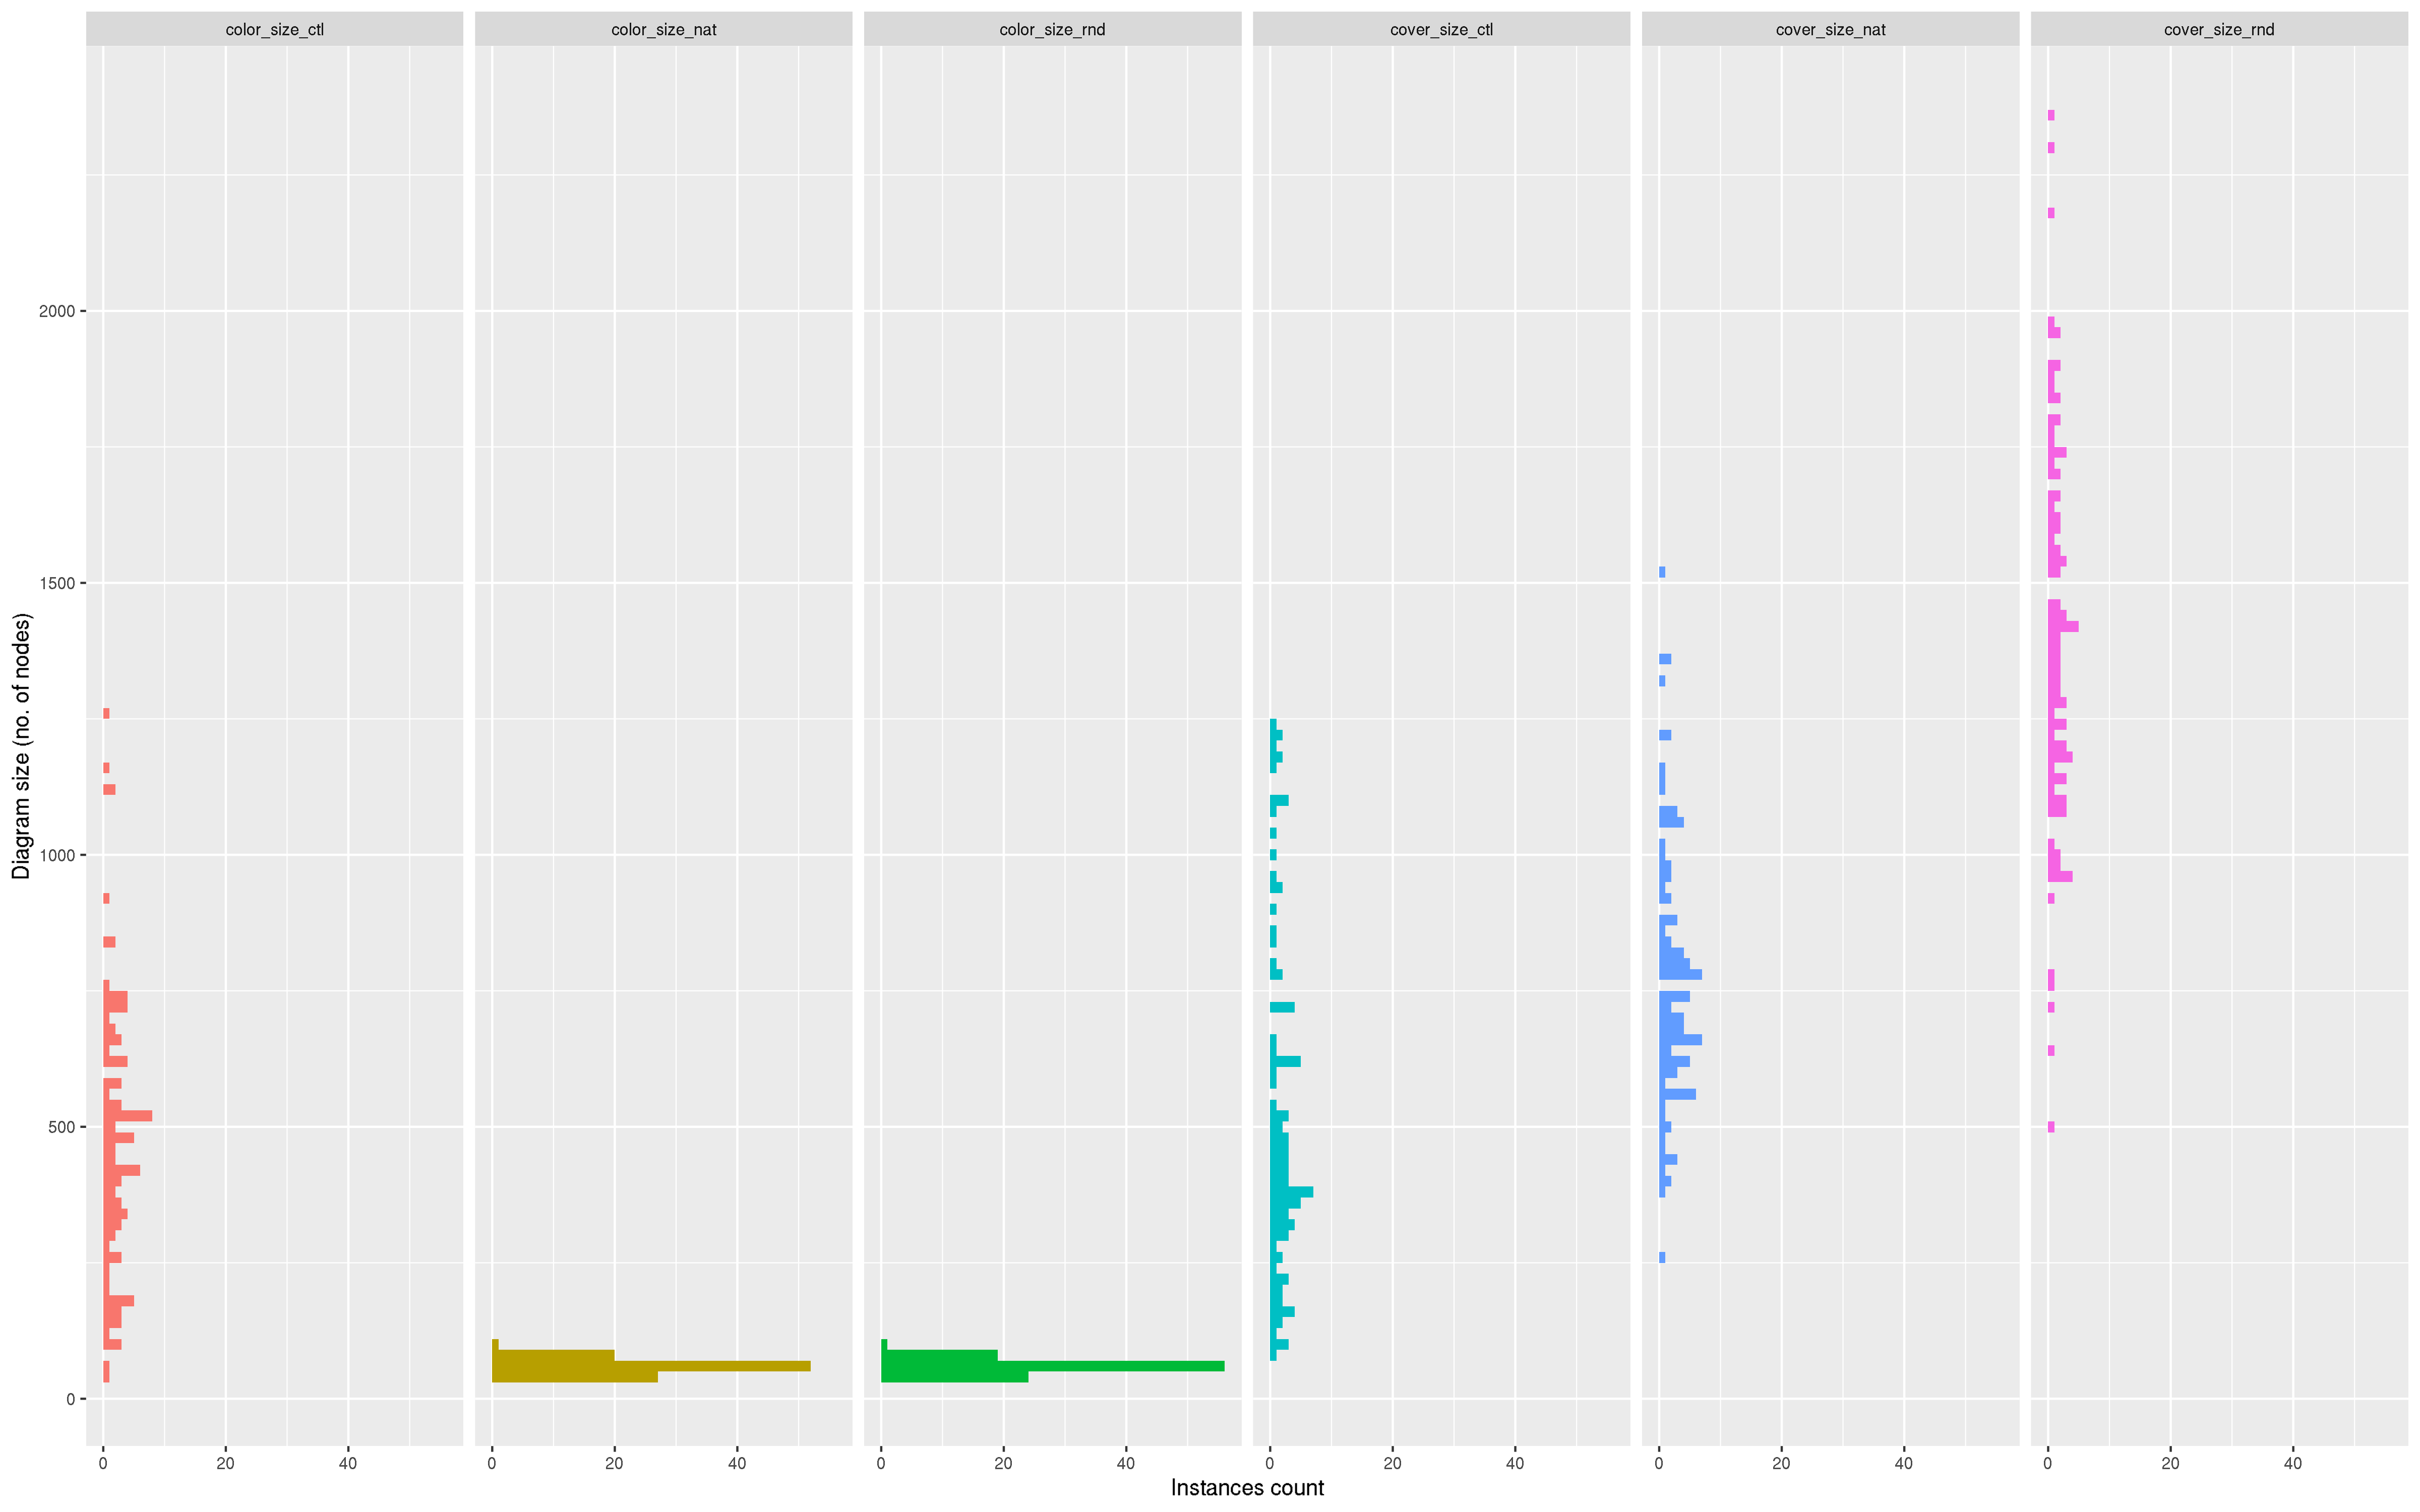 color_size_ctl color_size_nat color_size_rnd cover_size_ctl cover_size_nat cover_size_rnd
Diagram size (no. of nodes)
2000
1500
1000
500
0
0 20 40 0 20 40 0 20 40 0 20 40 0 20 40 0 20 40
Instances count